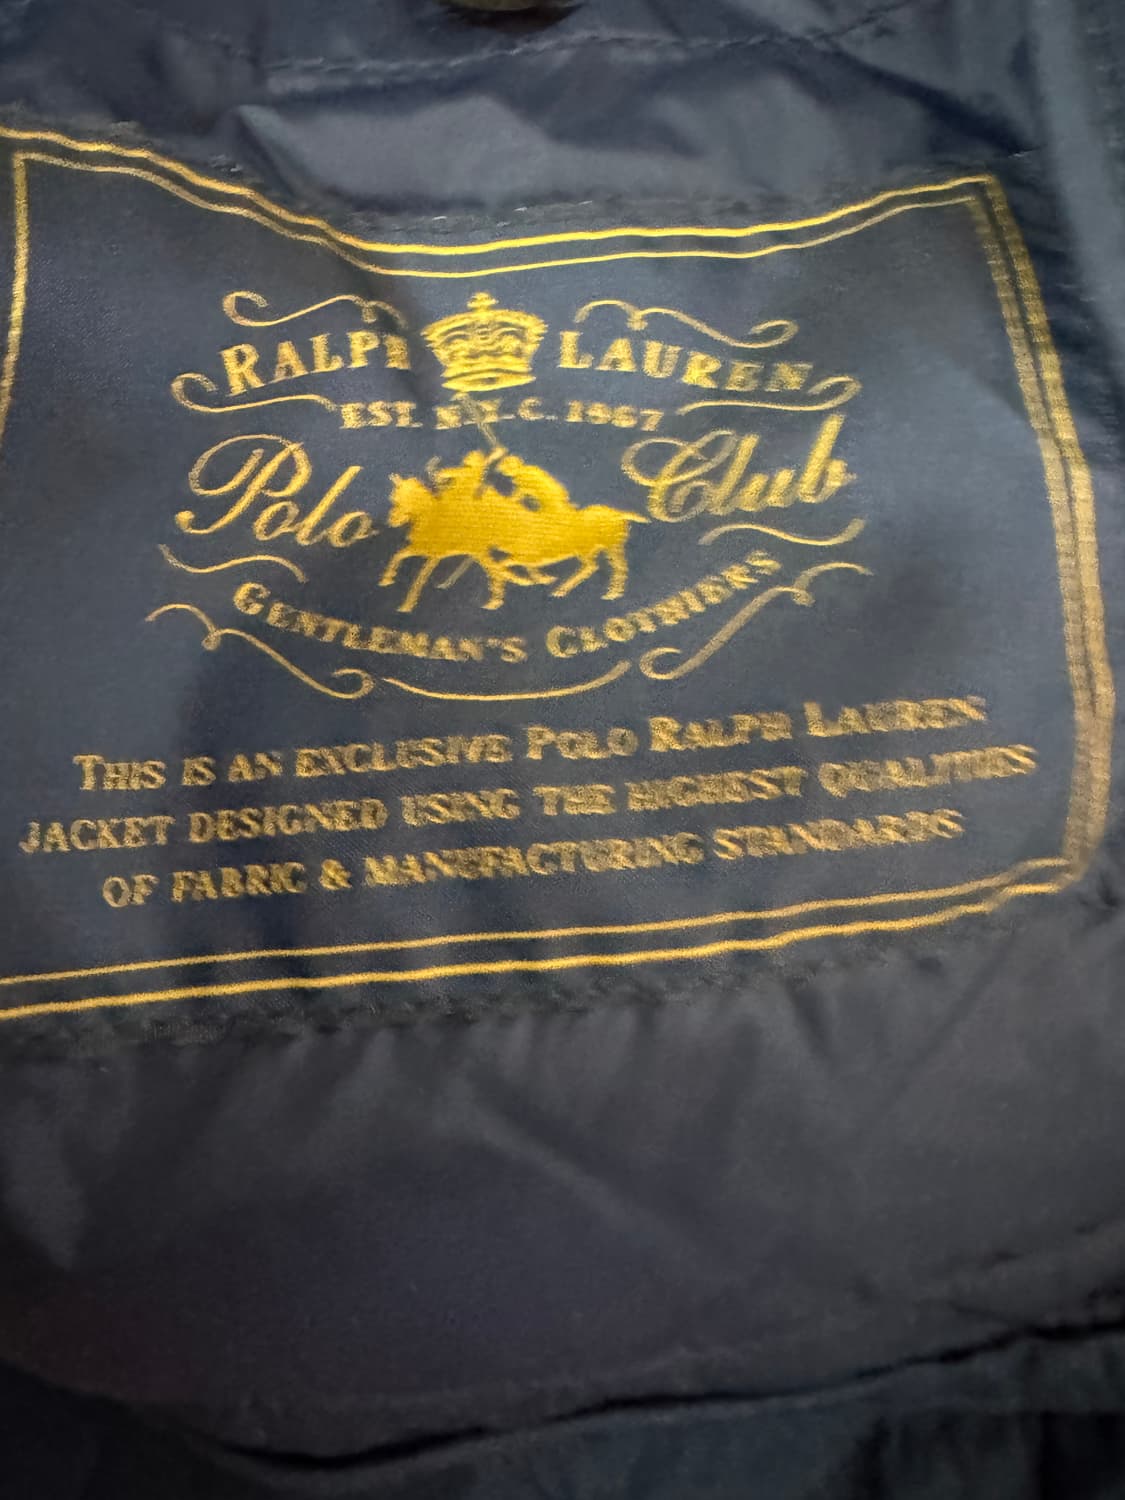 RALPH LAUREN
EST. N.Y.C. 1967
Polo Club
GENTLEMAN'S CLOTHIERS
THIS IS AN EXCLUSIVE POLO RALPH LAUREN
JACKET DESIGNED USING THE HIGHEST QUALITIES
OF FABRIC & MANUFACTURING STANDARDS